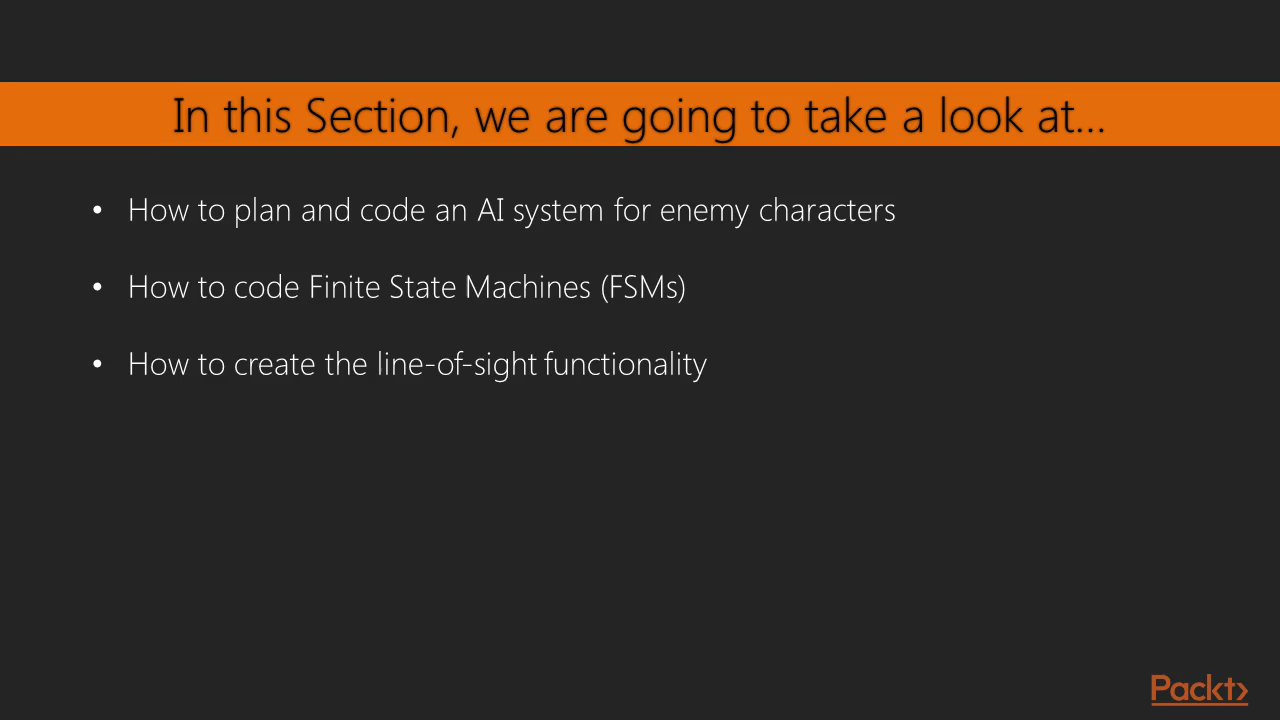 In this Section, we are going to take a look at...
• How to plan and code an AI system for enemy characters
• How to code Finite State Machines (FSMs)
• How to create the line-of-sight functionality
Packt>